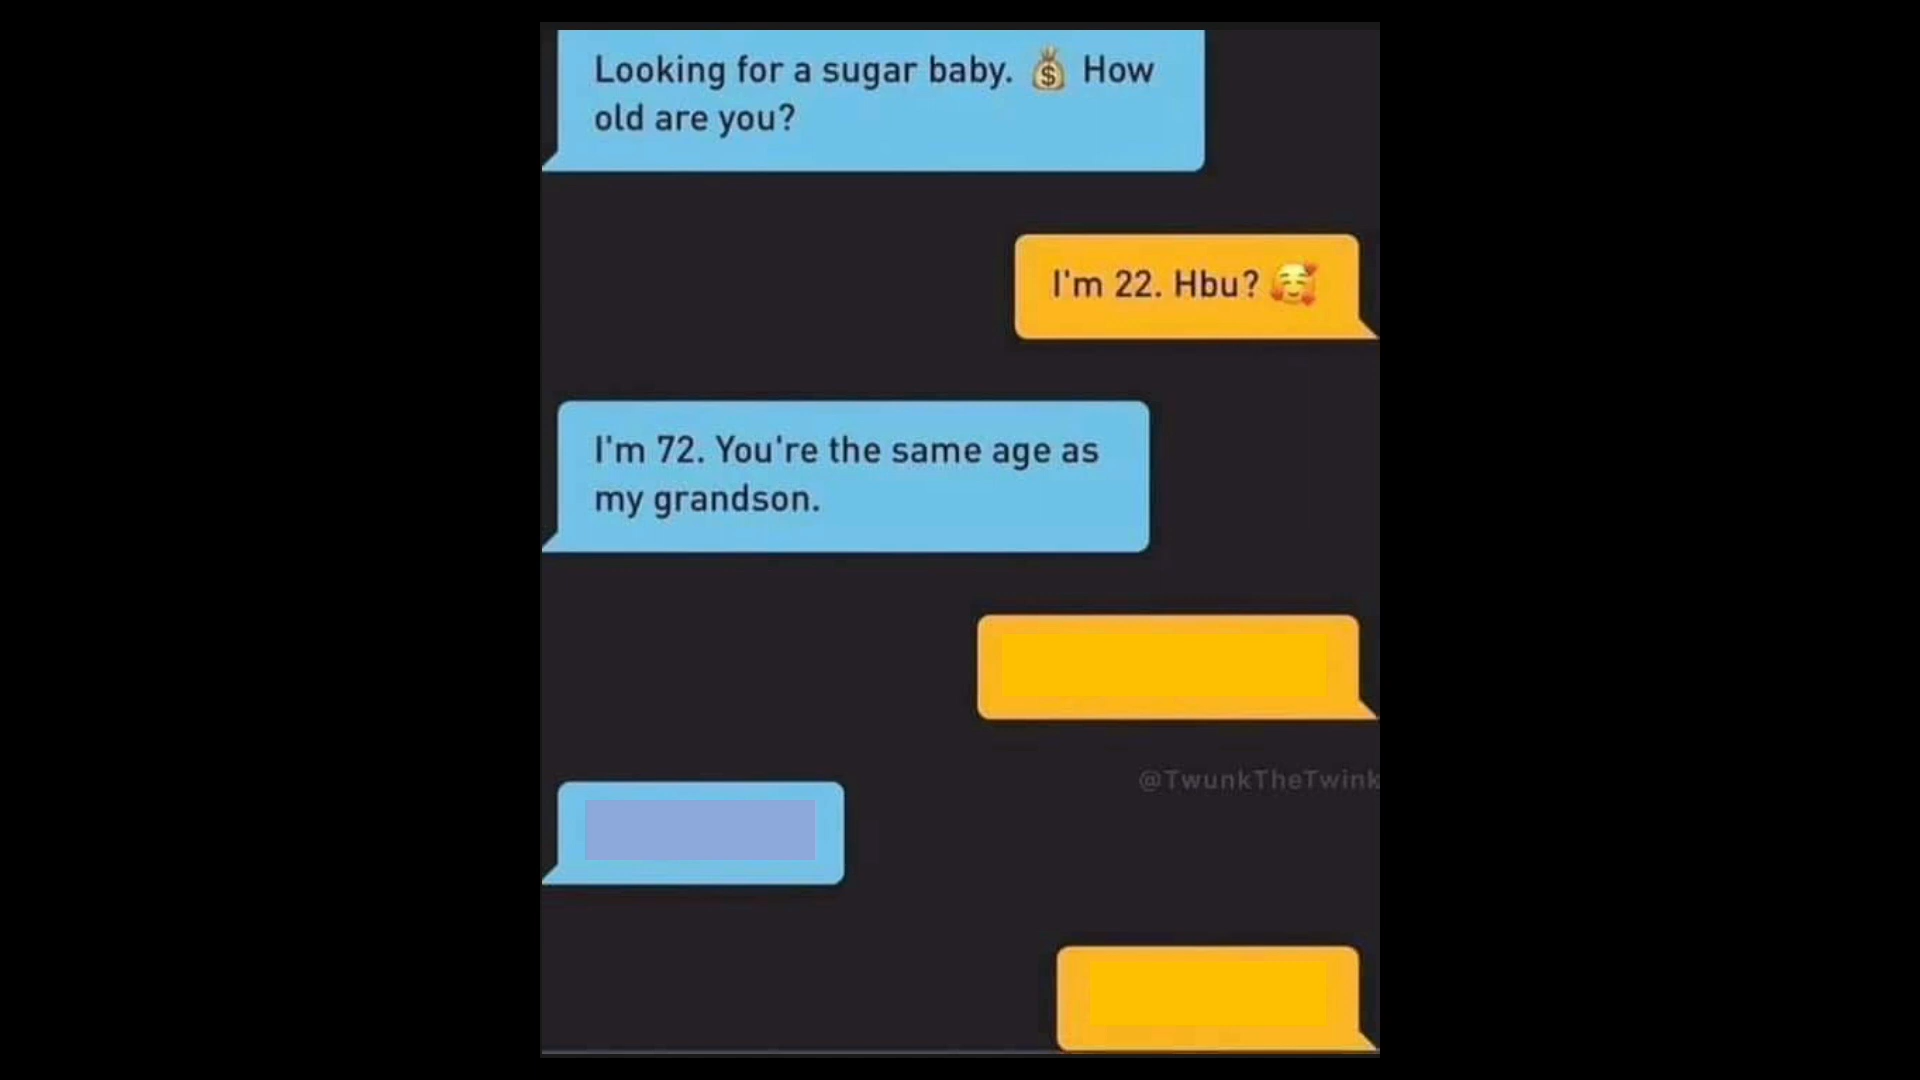 Looking for a sugar baby. 💰 How
old are you?
I'm 22. Hbu? 🥰
I'm 72. You're the same age as
my grandson.
@TwunkTheTwink